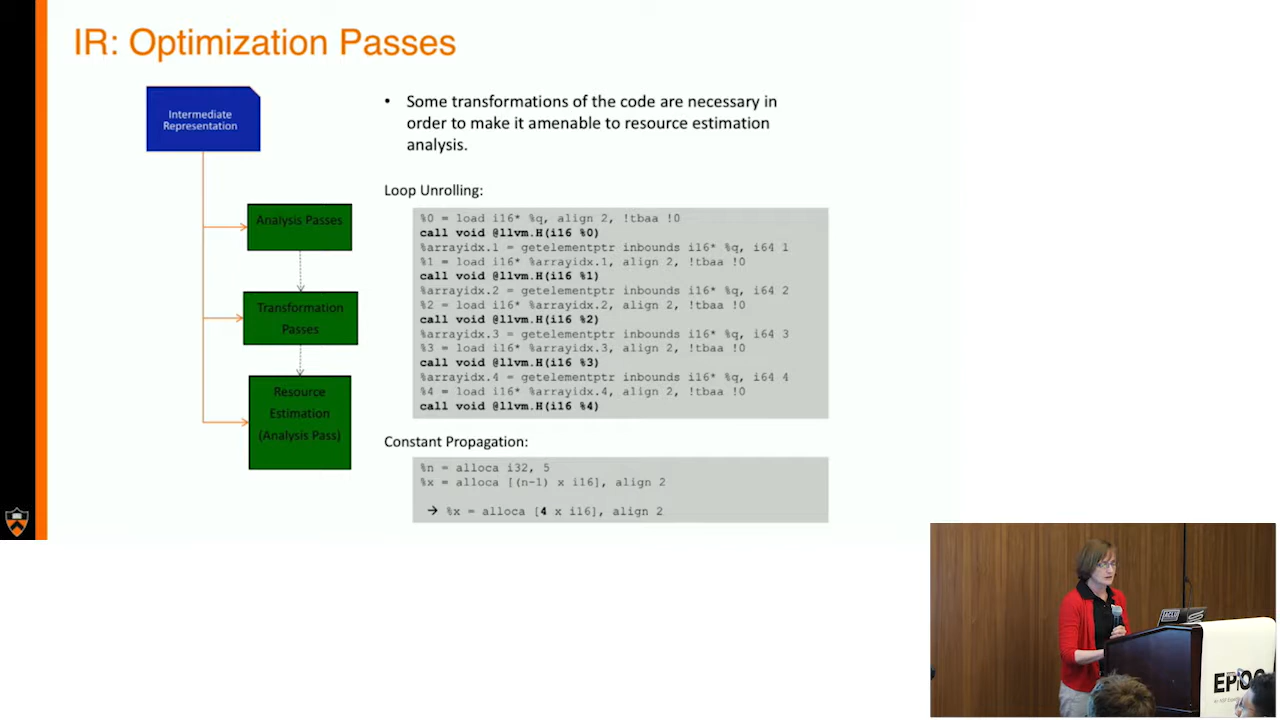 IR: Optimization Passes
Intermediate
Representation
Analysis Passes
Transformation
Passes
Resource
Estimation
(Analysis Pass)
• Some transformations of the code are necessary in
order to make it amenable to resource estimation
analysis.
Loop Unrolling:
%0 = load i16* %q, align 2, !tbaa !0
call void @llvm.H(i16 %0)
%arrayidx.1 = getelementptr inbounds i16* %q, i64 1
%1 = load i16* %arrayidx.1, align 2, !tbaa !0
call void @llvm.H(i16 %1)
%arrayidx.2 = getelementptr inbounds i16* %q, i64 2
%2 = load i16* %arrayidx.2, align 2, !tbaa !0
call void @llvm.H(i16 %2)
%arrayidx.3 = getelementptr inbounds i16* %q, i64 3
%3 = load i16* %arrayidx.3, align 2, !tbaa !0
call void @llvm.H(i16 %3)
%arrayidx.4 = getelementptr inbounds i16* %q, i64 4
%4 = load i16* %arrayidx.4, align 2, !tbaa !0
call void @llvm.H(i16 %4)
Constant Propagation:
%n = alloca i32, 5
%x = alloca [(n-1) x i16], align 2
→ %x = alloca [4 x i16], align 2